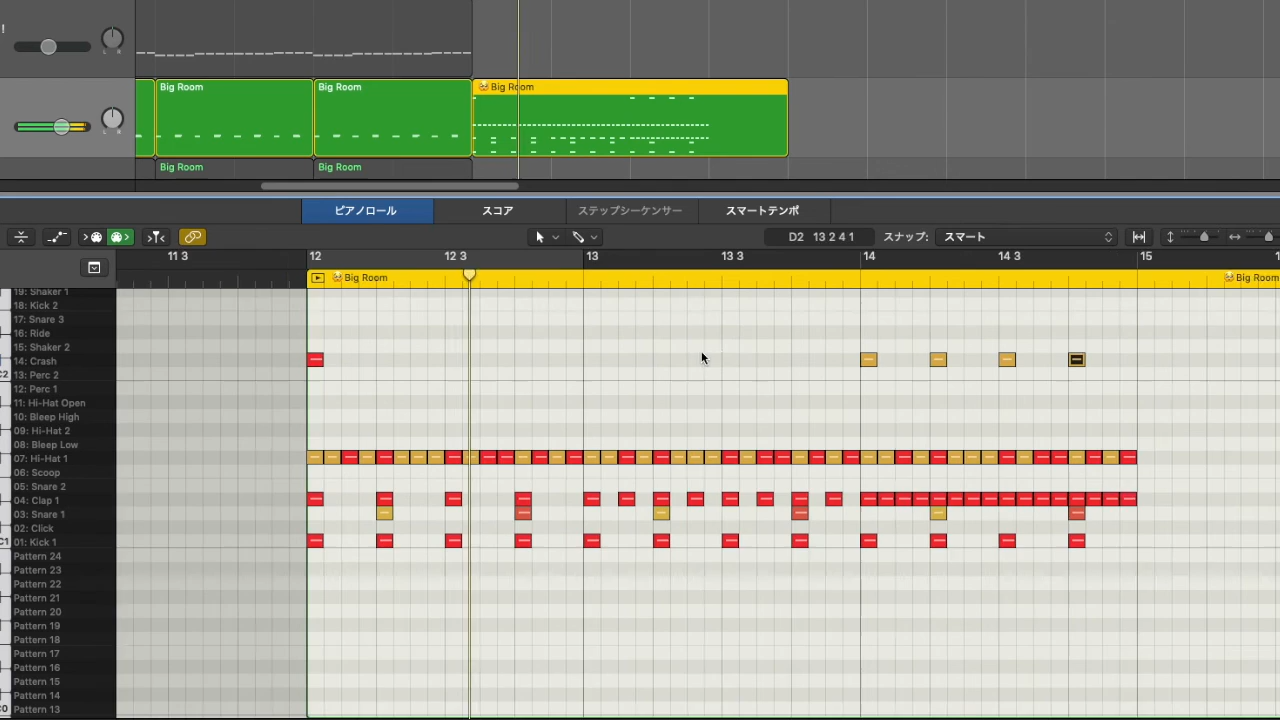 !
L R
Big Room
Big Room
Big Room
L R
Big Room
Big Room
ピアノロール
スコア
ステップシーケンサー
スマートテンポ
D2 13 2 4 1
スナップ:
スマート
11 3
12
12 3
13
13 3
14
14 3
15
1
Big Room
Big Room
19: Shaker 1
18: Kick 2
17: Snare 3
16: Ride
15: Shaker 2
14: Crash
C2
13: Perc 2
12: Perc 1
11: Hi-Hat Open
10: Bleep High
09: Hi-Hat 2
08: Bleep Low
07: Hi-Hat 1
06: Scoop
05: Snare 2
04: Clap 1
03: Snare 1
02: Click
C1
01: Kick 1
Pattern 24
Pattern 23
Pattern 22
Pattern 21
Pattern 20
Pattern 19
Pattern 18
Pattern 17
Pattern 16
Pattern 15
Pattern 14
C0
Pattern 13